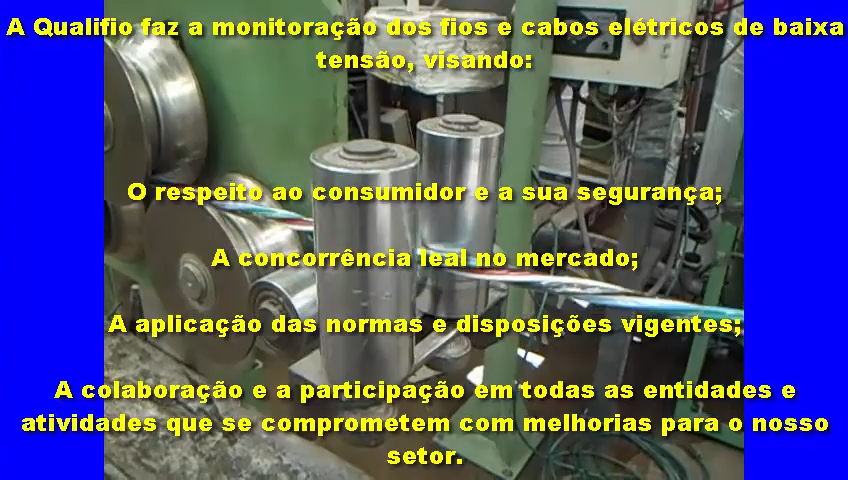 A Qualifio faz a monitoração dos fios e cabos elétricos de baixa
tensão, visando:
O respeito ao consumidor e a sua segurança;
A concorrência leal no mercado;
A aplicação das normas e disposições vigentes;
A colaboração e a participação em todas as entidades e
atividades que se comprometem com melhorias para o nosso
setor.